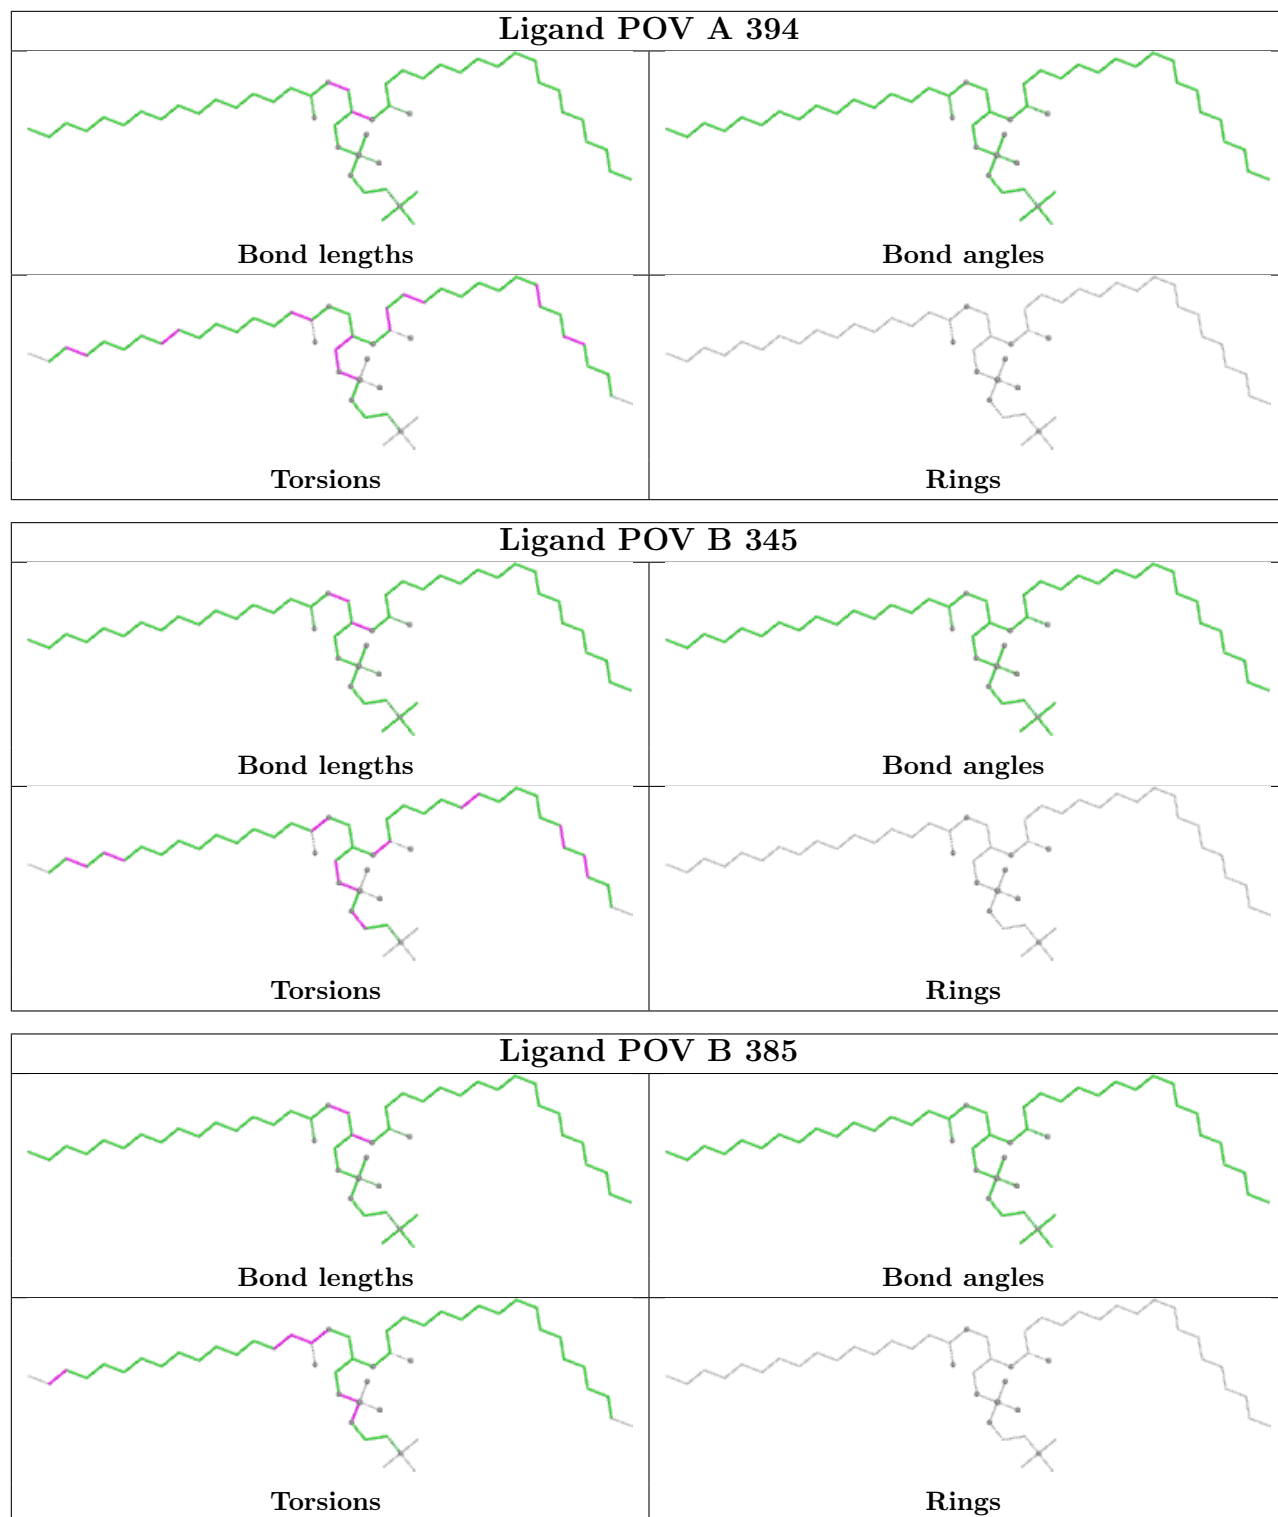 Ligand POV A 394
Bond lengths
Bond angles
Torsions
Rings
Ligand POV B 345
Bond lengths
Bond angles
Torsions
Rings
Ligand POV B 385
Bond lengths
Bond angles
Torsions
Rings